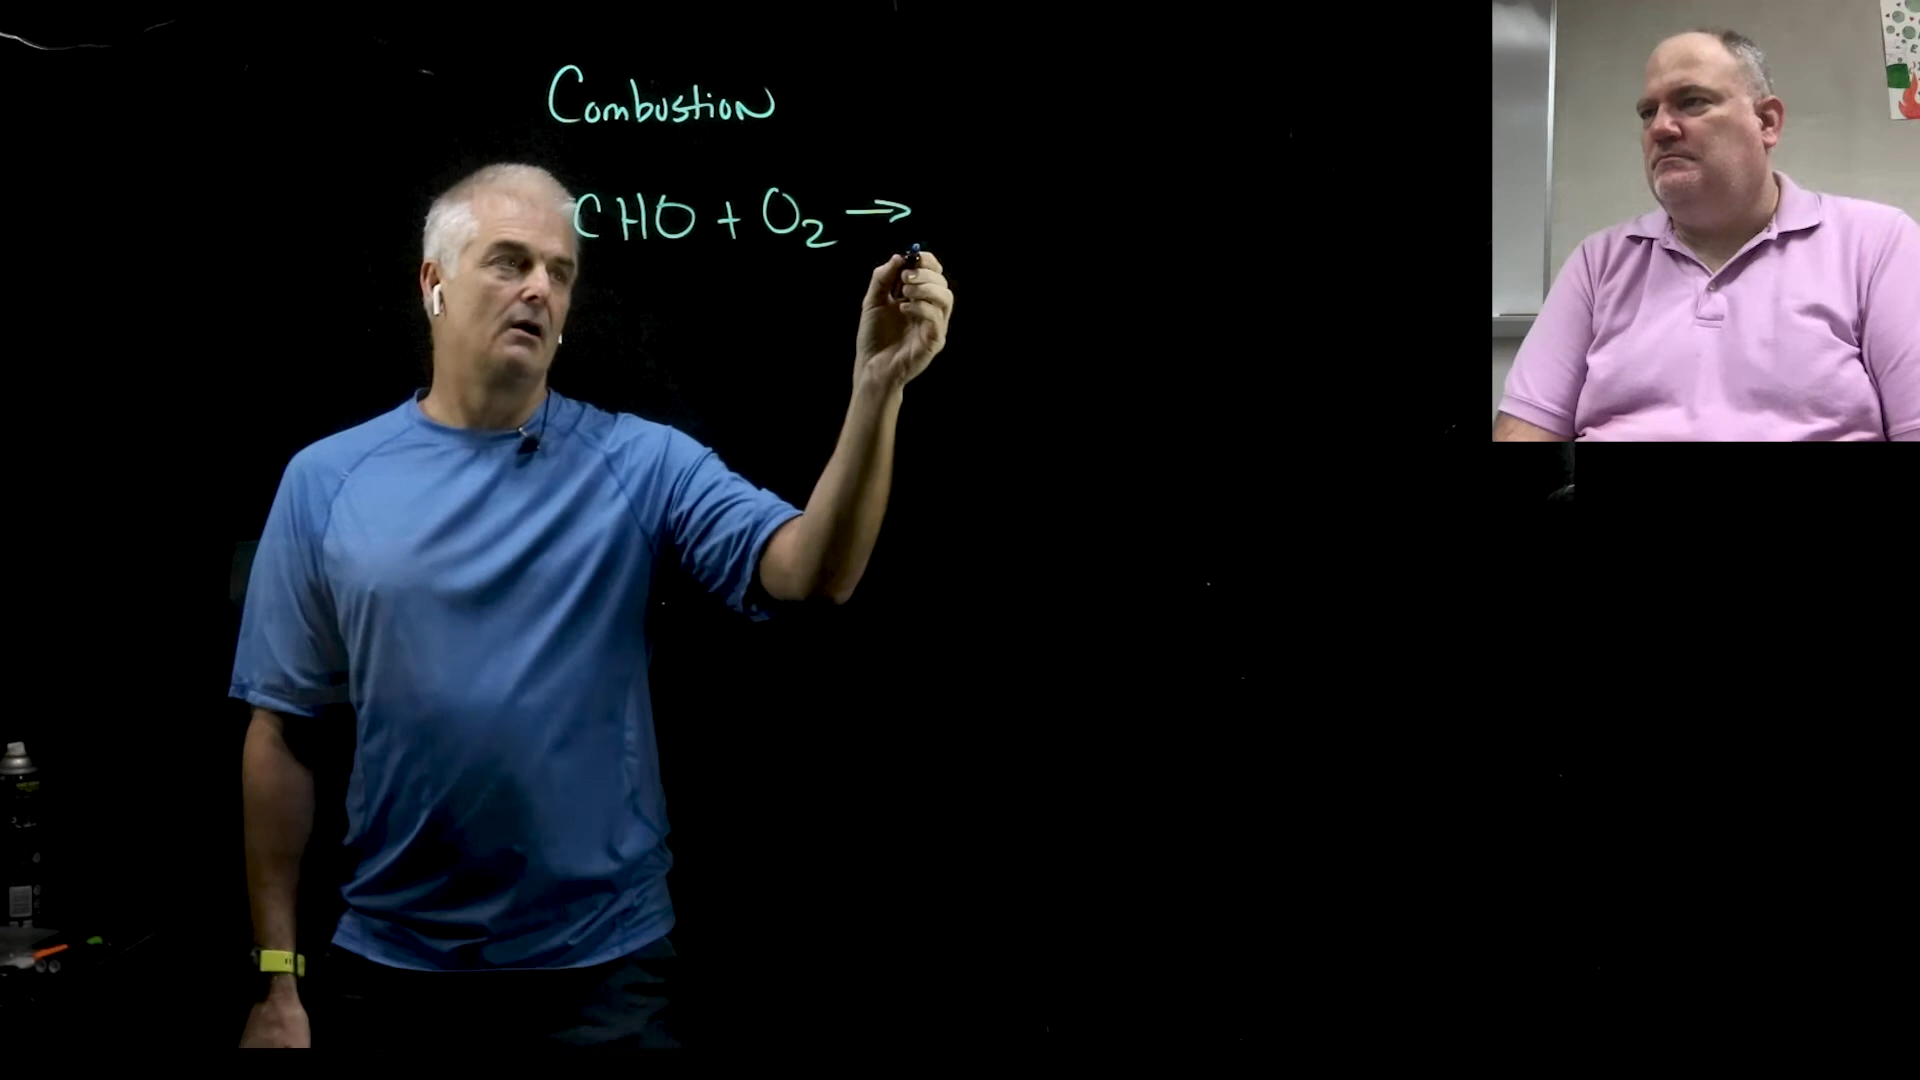 Combustion
CHO + O₂ →